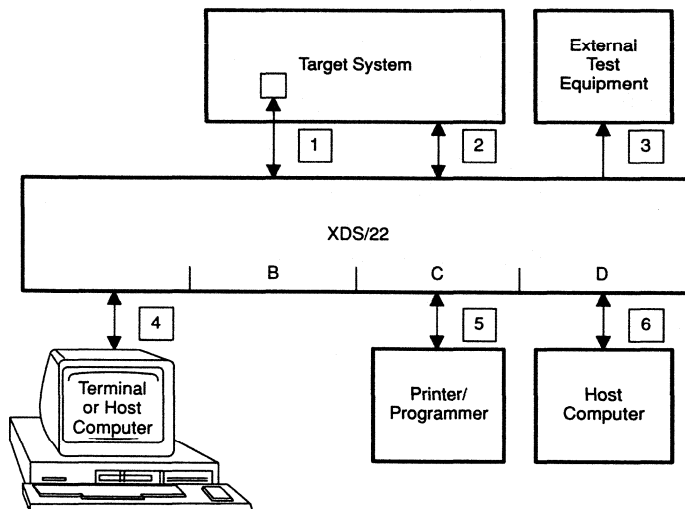 Target System
External
Test
Equipment
1
2
3
XDS/22
B
C
D
4
5
6
Terminal
or Host
Computer
Printer/
Programmer
Host
Computer